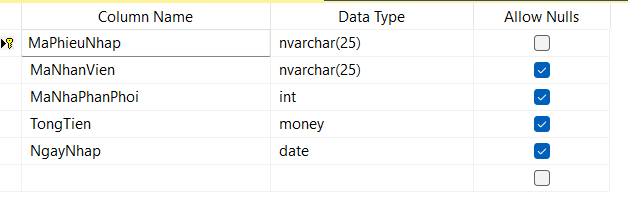 Column Name Data Type Allow Nulls
MaPhieuNhap nvarchar(25)
MaNhanVien nvarchar(25)
MaNhaPhanPhoi int
TongTien money
NgayNhap date